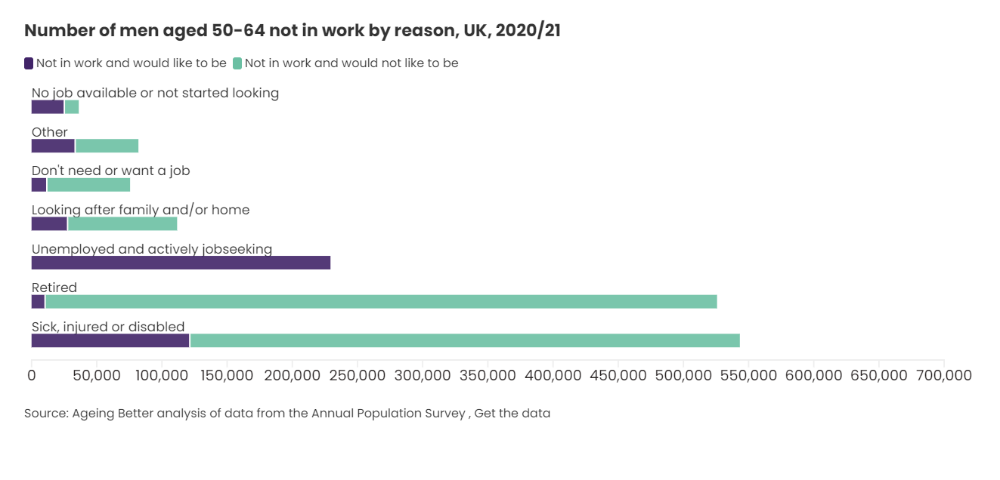 Number of men aged 50-64 not in work by reason, UK, 2020/21
Not in work and would like to be Not in work and would not like to be
No job available or not started looking
Other
Don't need or want a job
Looking after family and/or home
Unemployed and actively jobseeking
Retired
Sick, injured or disabled
0 50,000 100,000 150,000 200,000 250,000 300,000 350,000 400,000 450,000 500,000 550,000 600,000 650,000 700,000
Source: Ageing Better analysis of data from the Annual Population Survey , Get the data